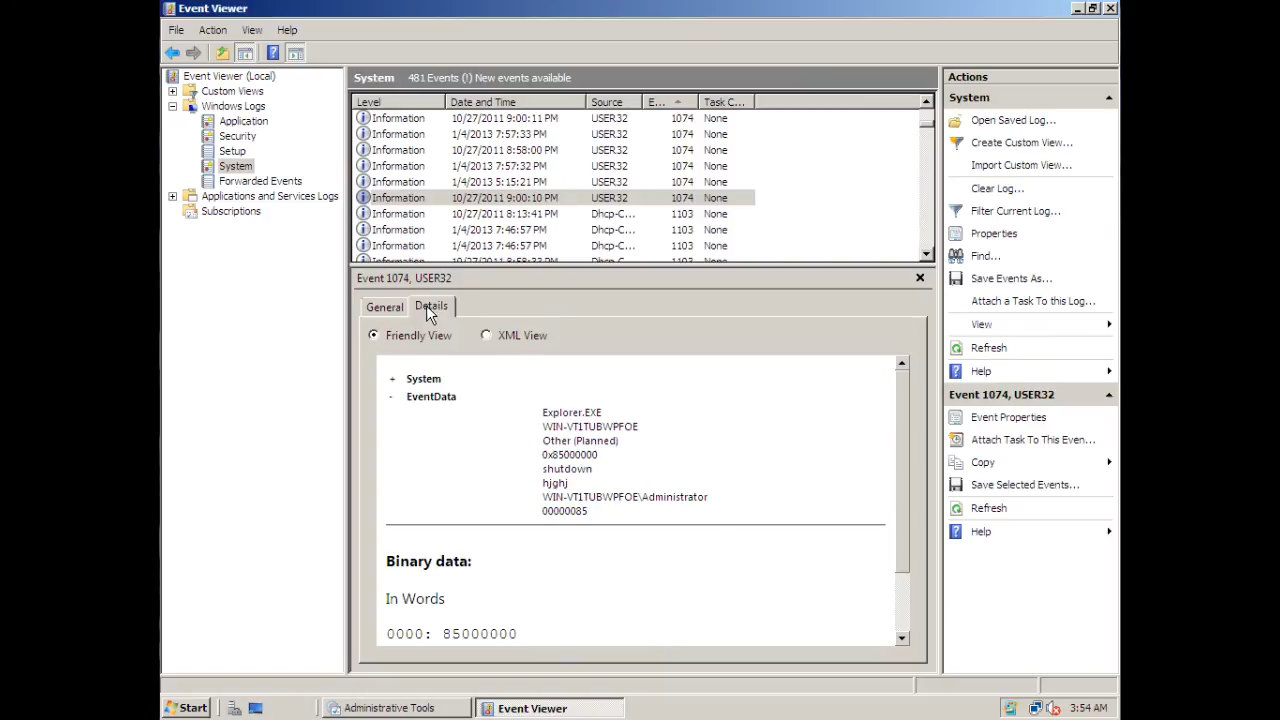 Event Viewer
File Action View Help
Event Viewer (Local)
Custom Views
Windows Logs
Application
Security
Setup
System
Forwarded Events
Applications and Services Logs
Subscriptions
System 481 Events (!) New events available
Level Date and Time Source E... Task C...
Information 10/27/2011 9:00:11 PM USER32 1074 None
Information 1/4/2013 7:57:33 PM USER32 1074 None
Information 10/27/2011 8:58:00 PM USER32 1074 None
Information 1/4/2013 7:57:32 PM USER32 1074 None
Information 1/4/2013 5:15:21 PM USER32 1074 None
Information 10/27/2011 9:00:10 PM USER32 1074 None
Information 10/27/2011 8:13:41 PM Dhcp-C... 1103 None
Information 1/4/2013 7:46:57 PM Dhcp-C... 1103 None
Information 1/4/2013 7:46:57 PM Dhcp-C... 1103 None
Information 10/27/2011 8:58:33 PM Dhcp-C... 1103 None
Event 1074, USER32
General Details
Friendly View XML View
+ System
- EventData
Explorer.EXE
WIN-VT1TUBWPFOE
Other (Planned)
0x85000000
shutdown
hjghj
WIN-VT1TUBWPFOE\Administrator
00000085
Binary data:
In Words
0000: 85000000
Actions
System
Open Saved Log...
Create Custom View...
Import Custom View...
Clear Log...
Filter Current Log...
Properties
Find...
Save Events As...
Attach a Task To this Log...
View
Refresh
Help
Event 1074, USER32
Event Properties
Attach Task To This Even...
Copy
Save Selected Events...
Refresh
Help
Start Administrative Tools Event Viewer 3:54 AM